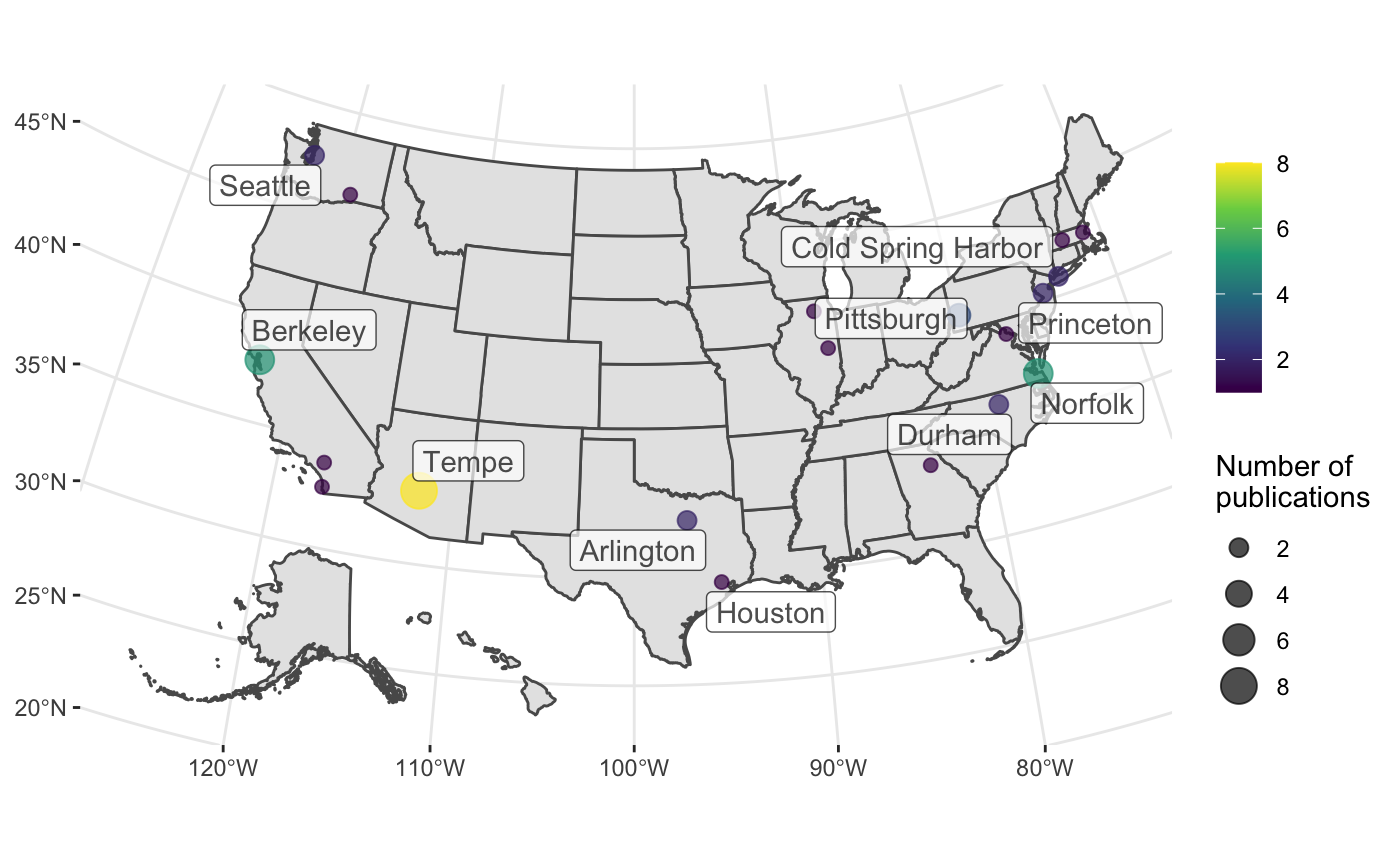 45°N
40°N
35°N
30°N
25°N
20°N
Seattle
Cold Spring Harbor
Berkeley
Pittsburgh
Princeton
Norfolk
Durham
Tempe
Arlington
Houston
120°W
110°W
100°W
90°W
80°W
8
6
4
2
Number of
publications
2
4
6
8